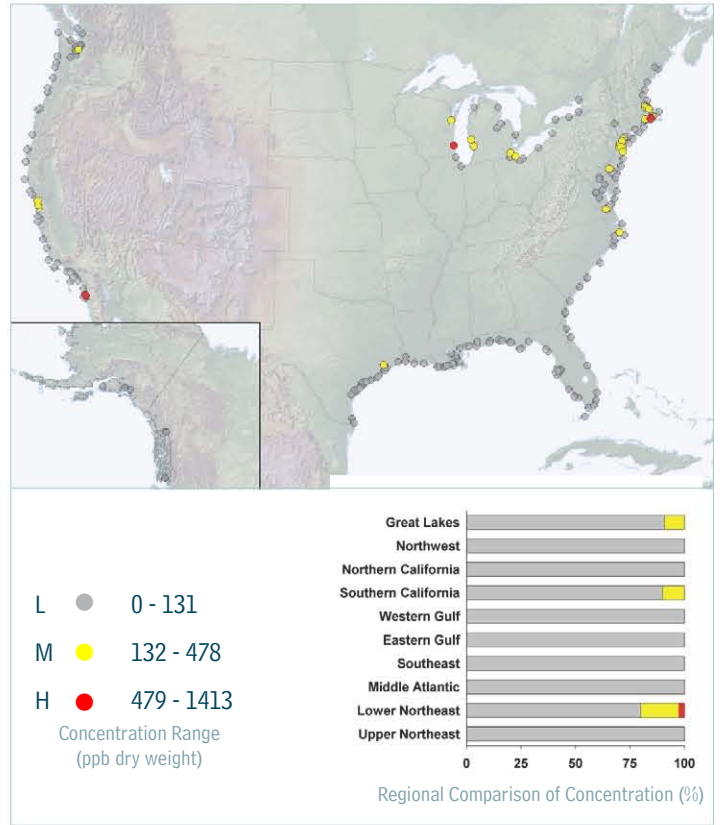 L 0 - 131
M 132 - 478
H 479 - 1413
Concentration Range
(ppb dry weight)
Great Lakes
Northwest
Northern California
Southern California
Western Gulf
Eastern Gulf
Southeast
Middle Atlantic
Lower Northeast
Upper Northeast
0 25 50 75 100
Regional Comparison of Concentration (%)